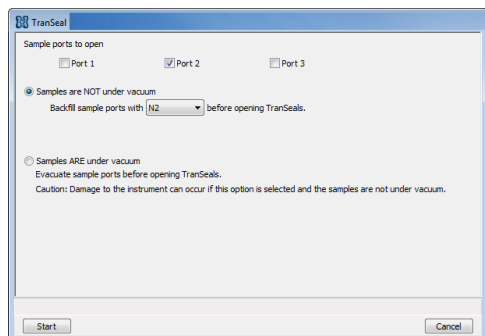 TranSeal
Sample ports to open
Port 1 Port 2 Port 3
Samples are NOT under vacuum
Backfill sample ports with N2 before opening TranSeals.
Samples ARE under vacuum
Evacuate sample ports before opening TranSeals.
Caution: Damage to the instrument can occur if this option is selected and the samples are not under vacuum.
Start Cancel